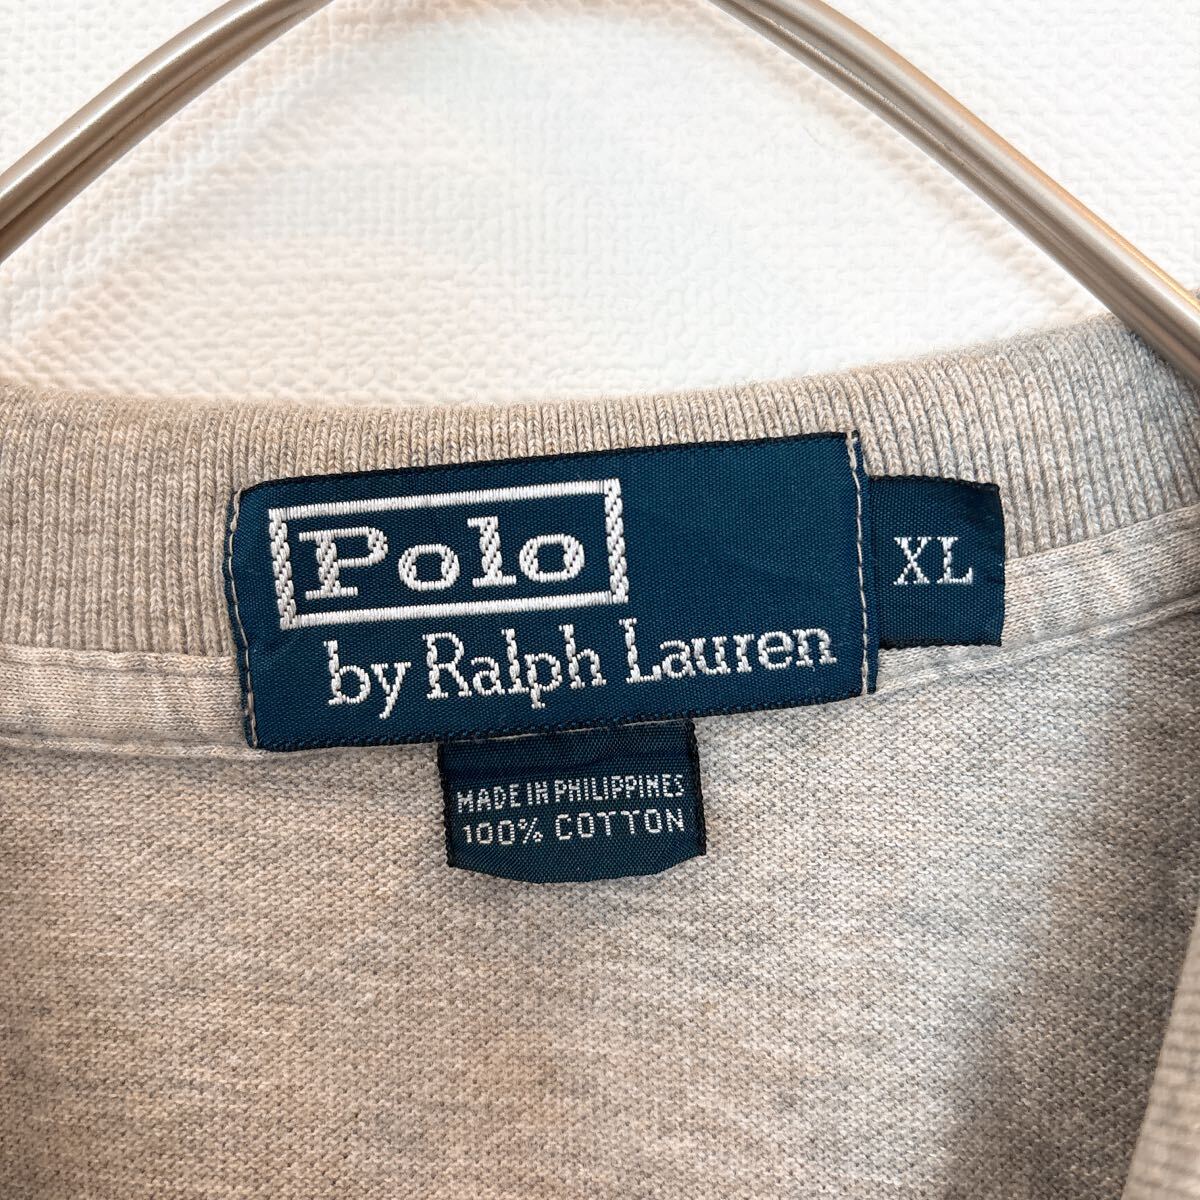 Polo
by Ralph Lauren
XL
MADE IN PHILIPPINES
100% COTTON